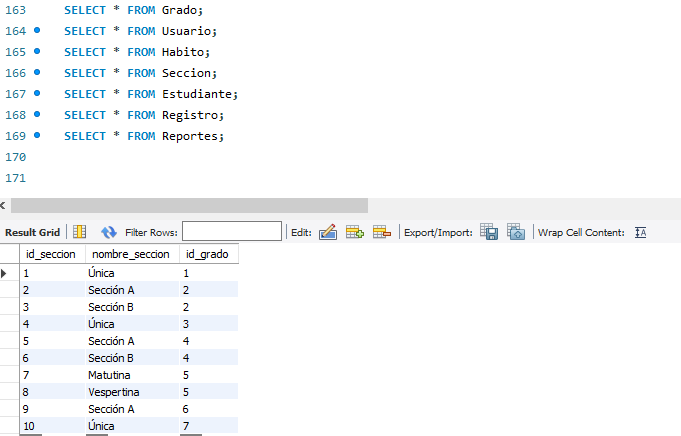 163 SELECT * FROM Grado;
164 SELECT * FROM Usuario;
165 SELECT * FROM Habito;
166 SELECT * FROM Seccion;
167 SELECT * FROM Estudiante;
168 SELECT * FROM Registro;
169 SELECT * FROM Reportes;
170
171
Result Grid Filter Rows: Edit: Export/Import: Wrap Cell Content: IA
id_seccion nombre_seccion id_grado
1 Única 1
2 Sección A 2
3 Sección B 2
4 Única 3
5 Sección A 4
6 Sección B 4
7 Matutina 5
8 Vespertina 5
9 Sección A 6
10 Única 7